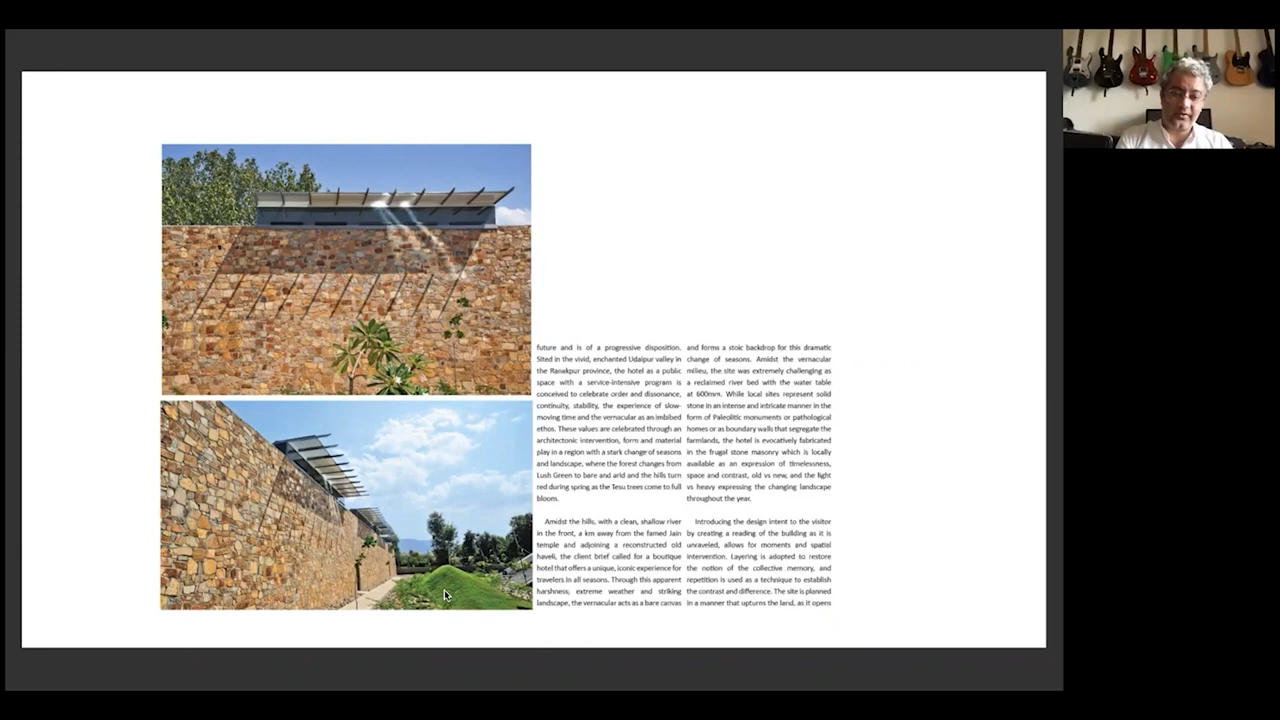 future and is of a progressive disposition.
Sited in the vivid, enchanted Udaipur valley in
the Ranakpur province, the hotel as a public
space with a service-intensive program is
conceived to celebrate order and dissonance,
continuity, stability, the experience of slow-
moving time and the vernacular as an imbibed
ethos. These values are celebrated through an
architectonic intervention, form and material
play in a region with a stark change of seasons
and landscape, where the forest changes from
Lush Green to bare and arid and the hills turn
red during spring as the Tesu trees come to full
bloom.
Amidst the hills, with a clean, shallow river
in the front, a km away from the famed Jain
temple and adjoining a reconstructed old
haveli, the client brief called for a boutique
hotel that offers a unique, iconic experience for
travelers in all seasons. Through this apparent
harshness, extreme weather and striking
landscape, the vernacular acts as a bare canvas
and forms a stoic backdrop for this dramatic
change of seasons. Amidst the vernacular
milieu, the site was extremely challenging as
a reclaimed river bed with the water table
at 600mm. While local sites represent solid
stone in an intense and intricate manner in the
form of Paleolitic monuments or pathological
homes or as boundary walls that segregate the
farmlands, the hotel is evocatively fabricated
in the frugal stone masonry which is locally
available as an expression of timelessness,
space and contrast, old vs new, and the light
vs heavy expressing the changing landscape
throughout the year.
Introducing the design intent to the visitor
by creating a reading of the building as it is
unraveled, allows for moments and spatial
intervention. Layering is adopted to restore
the notion of the collective memory, and
repetition is used as a technique to establish
the contrast and difference. The site is planned
in a manner that upturns the land, as it opens